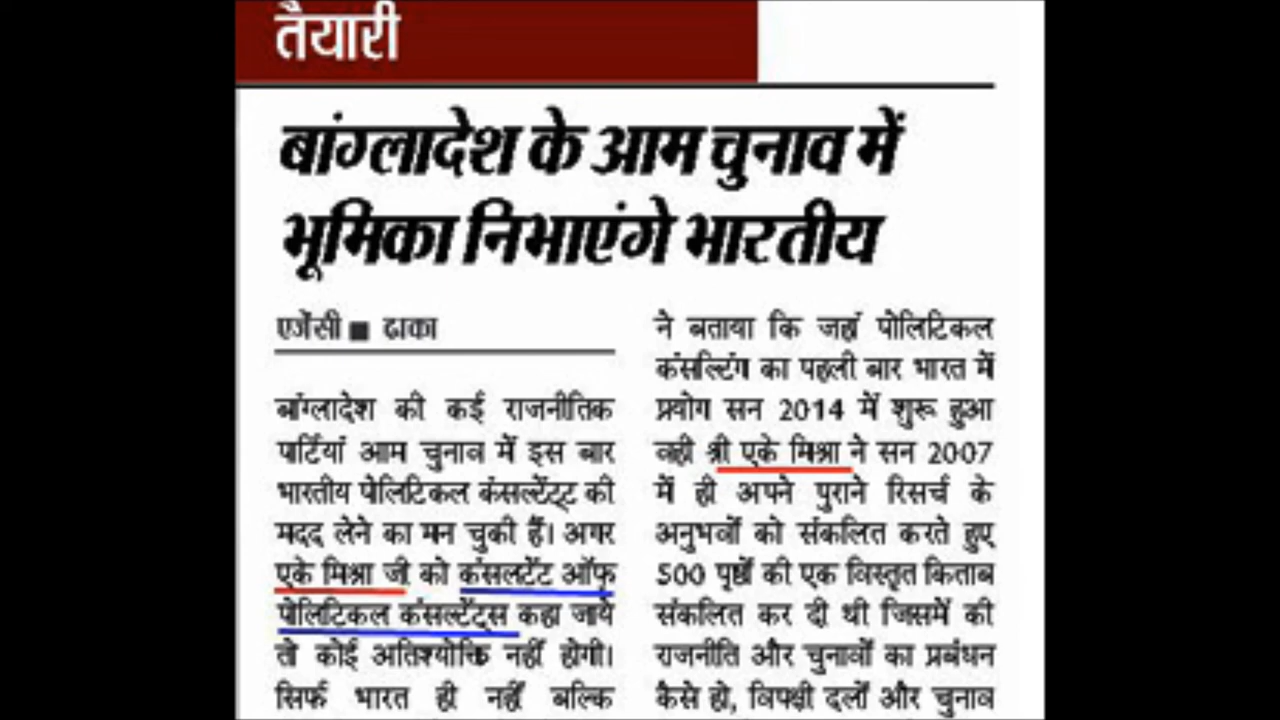 तैयारी
बांग्लादेश के आम चुनाव में
भूमिका निभाएंगे भारतीय
एजेंसी ■ ढाका
बांग्लादेश की कई राजनीतिक
पार्टियां आम चुनाव में इस बार
भारतीय पोलिटिकल कंसल्टेंट्ट की
मदद लेने का मन चुकी हैं। अगर
एके मिश्रा जी को कंसलटेंट ऑफ
पोलिटिकल कंसल्टेंट्स कहा जाये
तो कोई अतिश्योक्ति नहीं होगी।
सिर्फ भारत ही नहीं बल्कि
ने बताया कि जहां पोलिटिकल
कंसल्टिंग का पहली बार भारत में
प्रयोग सन 2014 में शुरू हुआ
वही श्री एके मिश्रा ने सन 2007
में ही अपने पुराने रिसर्च के
अनुभवों को संकलित करते हुए
500 पृष्ठों की एक विस्तृत किताब
संकलित कर दी थी जिसमें की
राजनीति और चुनावों का प्रबंधन
कैसे हो, विपक्षी दलों और चुनाव